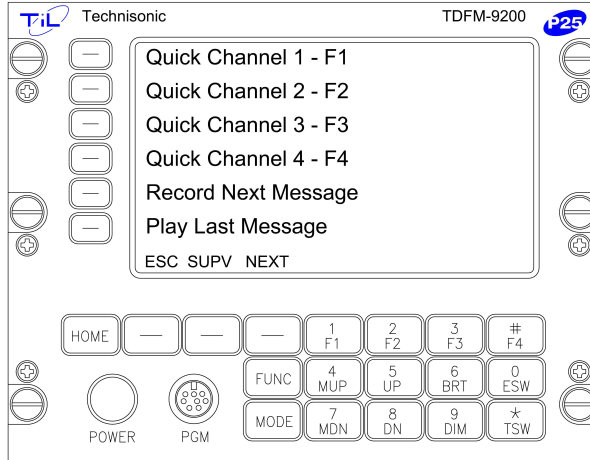 TiL Technisonic TDFM-9200 P25
Quick Channel 1 - F1
Quick Channel 2 - F2
Quick Channel 3 - F3
Quick Channel 4 - F4
Record Next Message
Play Last Message
ESC SUPV NEXT
HOME 1 2 3 #
F1 F2 F3 F4
FUNC 4 5 6 0
MUP UP BRT ESW
MODE 7 8 9 *
MDN DN DIM TSW
POWER PGM